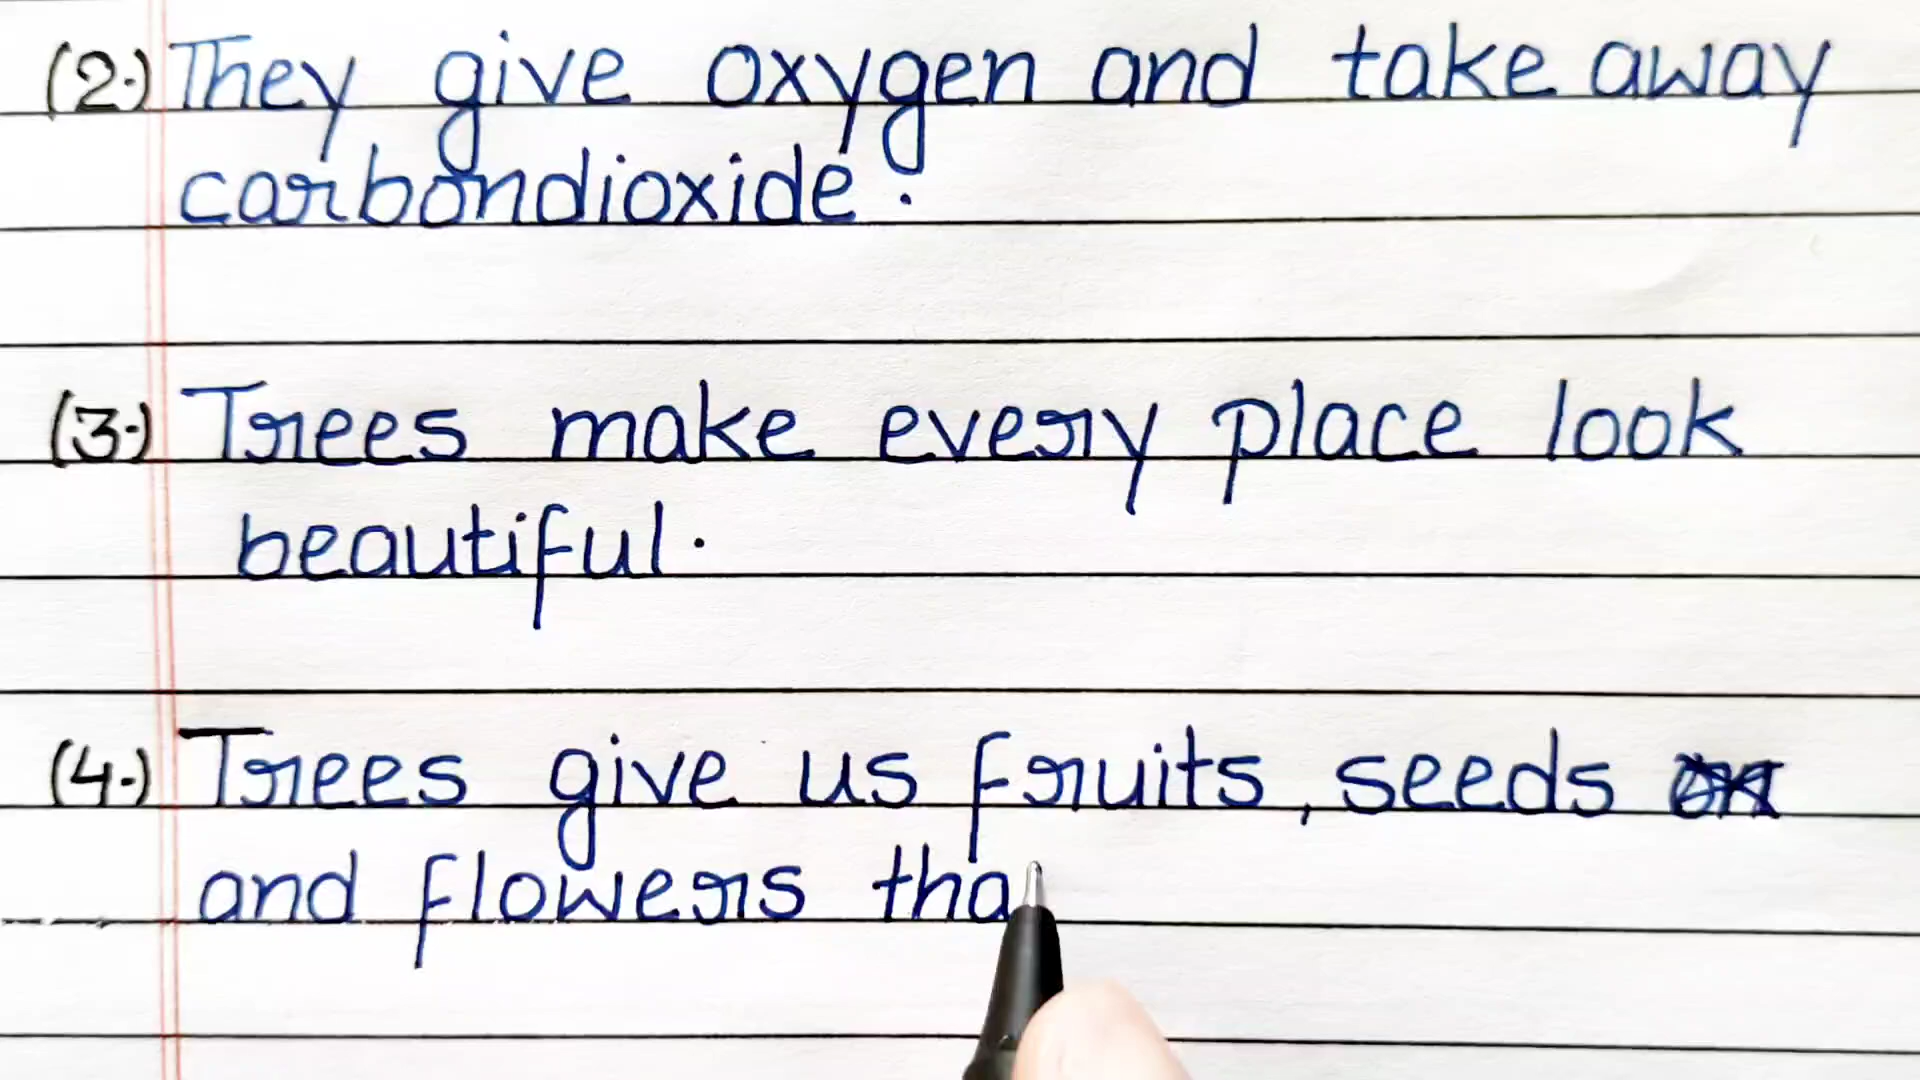 (2.) They give oxygen and take away
carbondioxide.
(3.) Trees make every place look
beautiful.
(4.) Trees give us fruits, seeds
and flowers tha